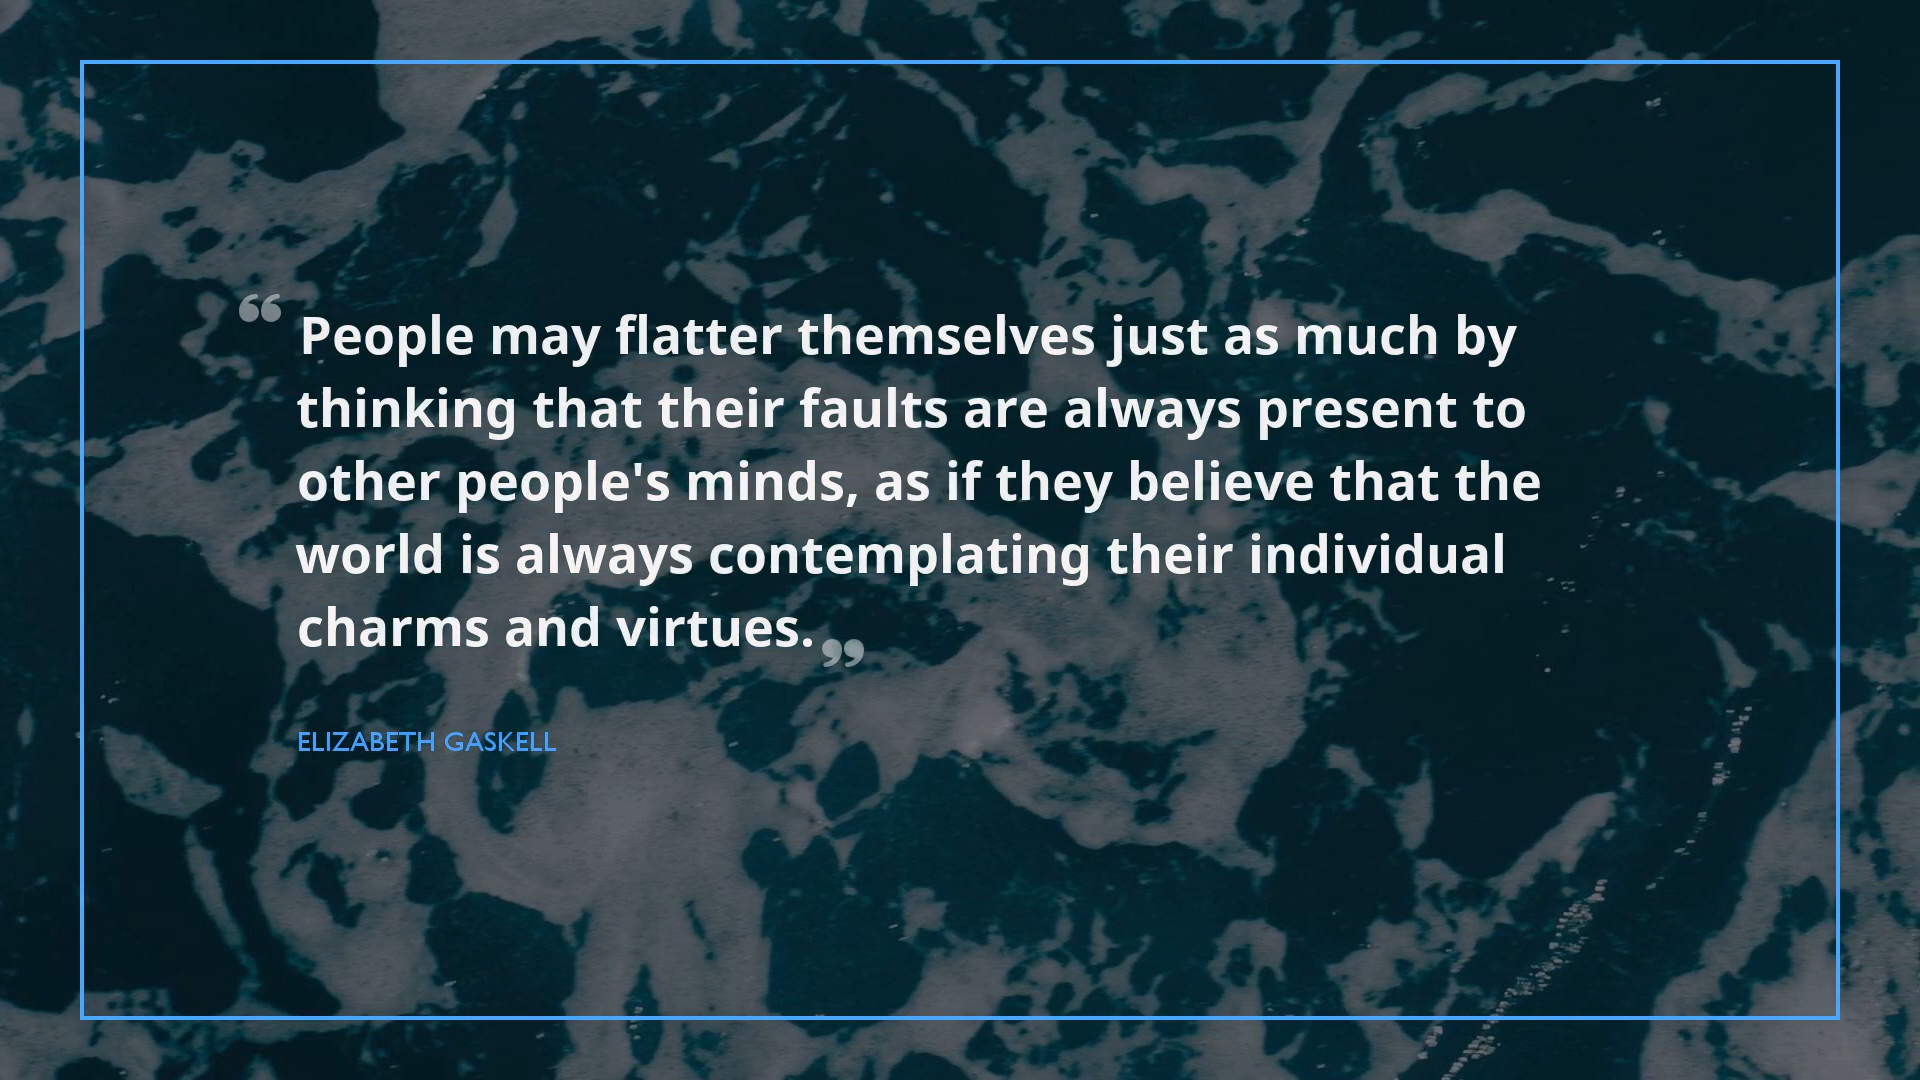 “People may flatter themselves just as much by
thinking that their faults are always present to
other people's minds, as if they believe that the
world is always contemplating their individual
charms and virtues.”
ELIZABETH GASKELL